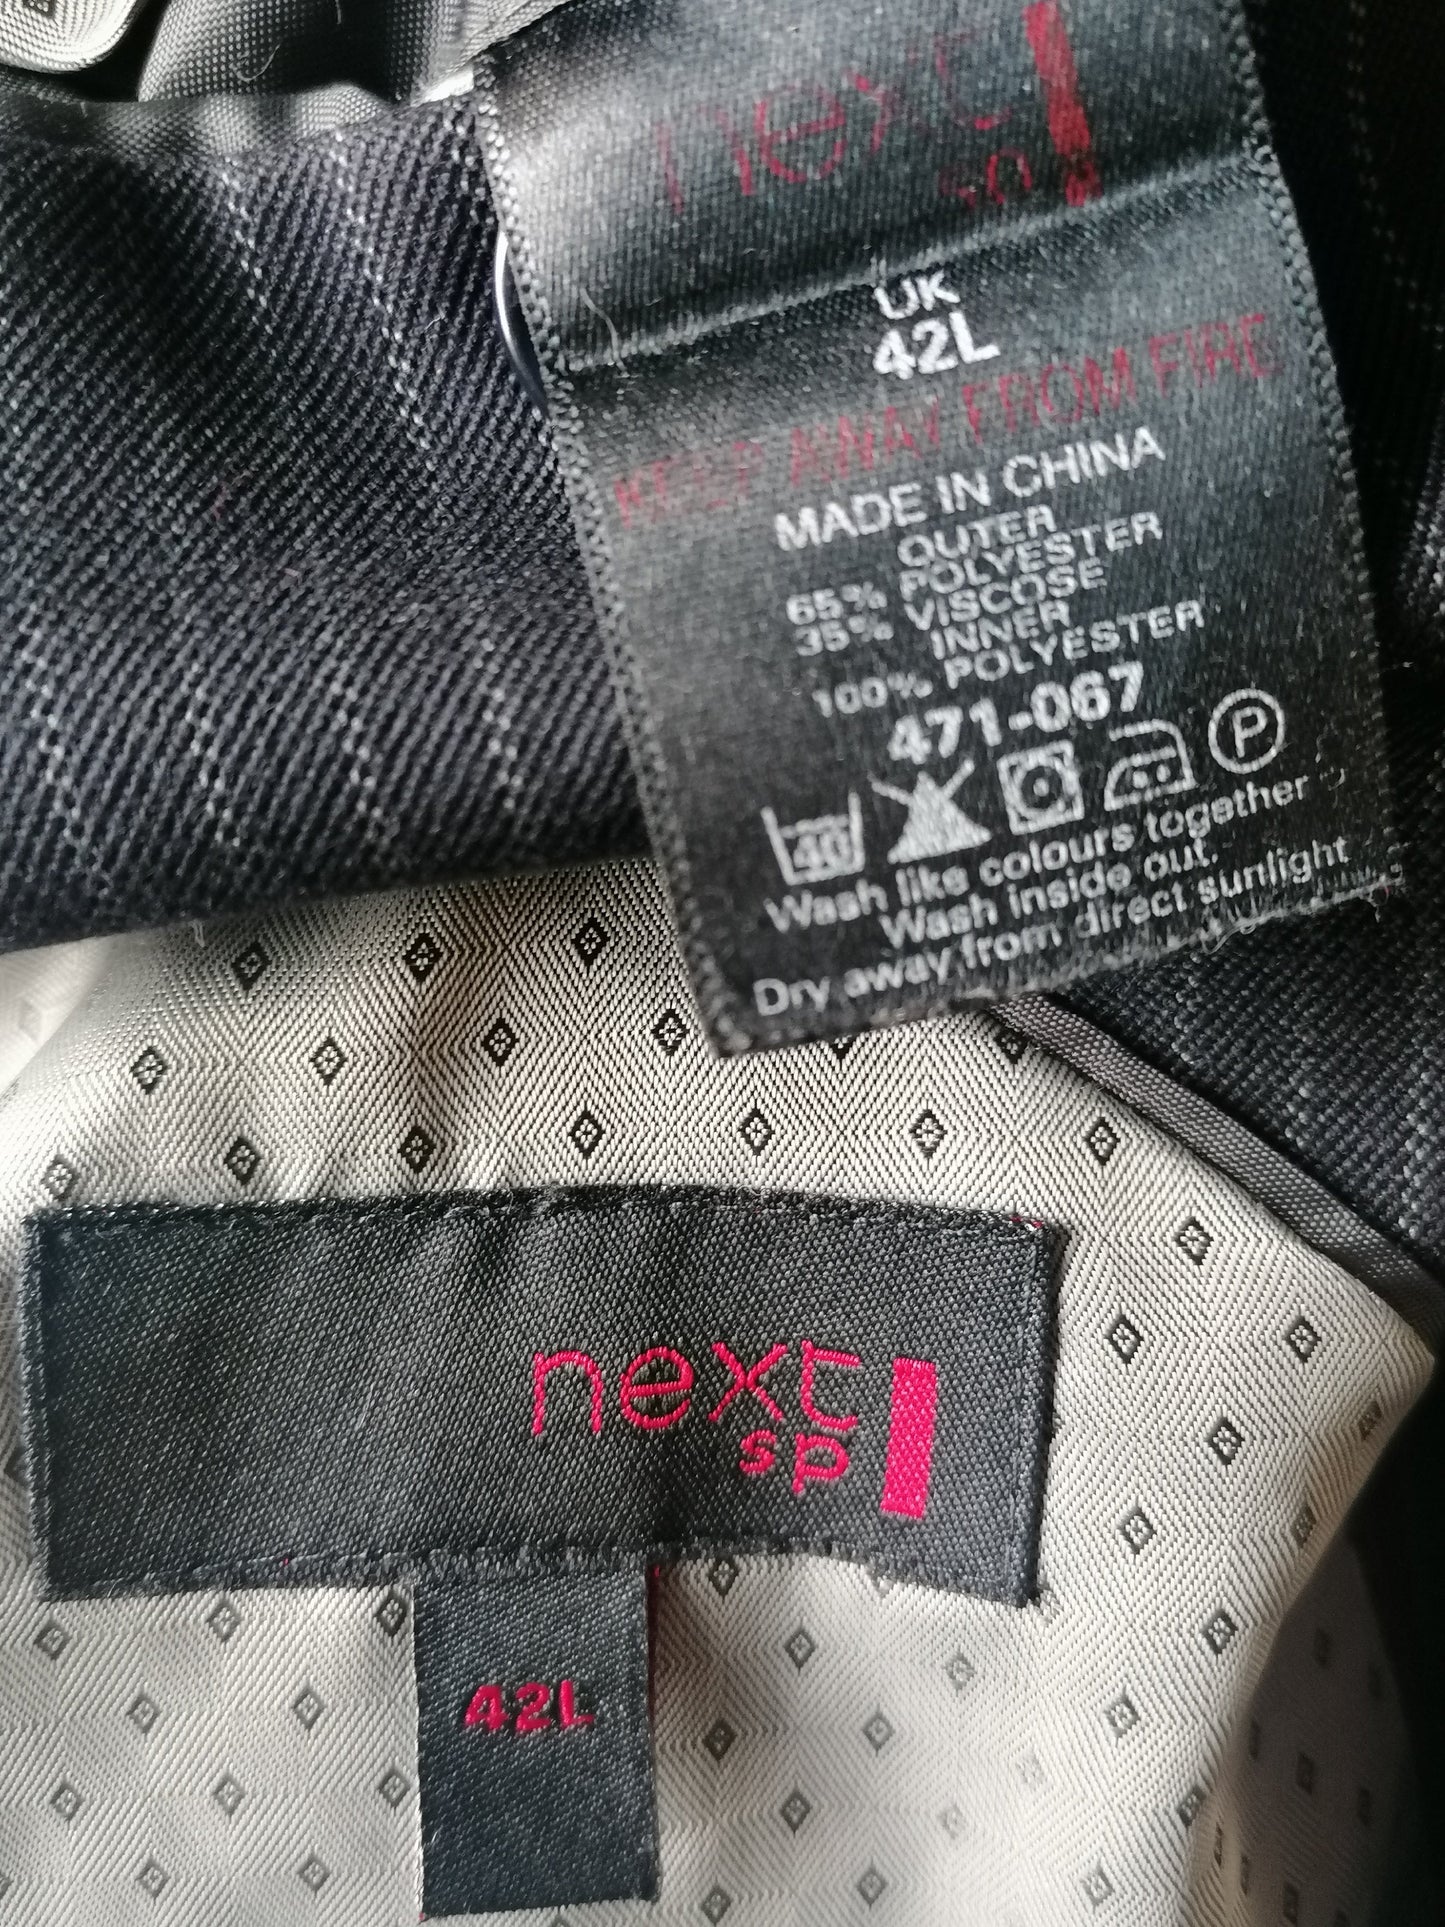 next
UK
42L
KEEP AWAY FROM FIRE
MADE IN CHINA
OUTER
65% POLYESTER
35% VISCOSE
INNER
100% POLYESTER
471-067
P
40
Wash like colours together
Wash inside out.
Dry away from direct sunlight
next
sp
42L